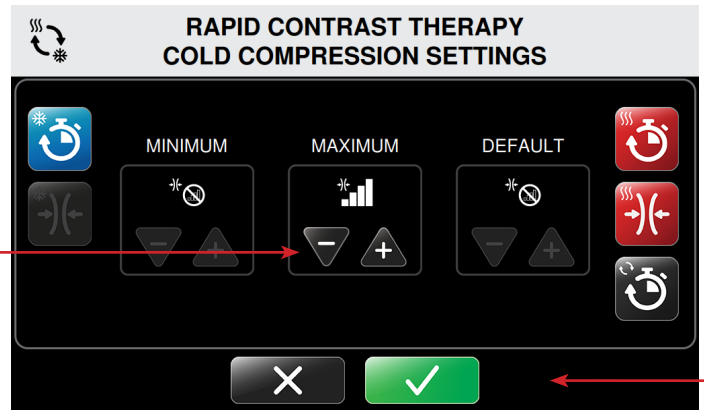 RAPID CONTRAST THERAPY
COLD COMPRESSION SETTINGS
MINIMUM
MAXIMUM
DEFAULT